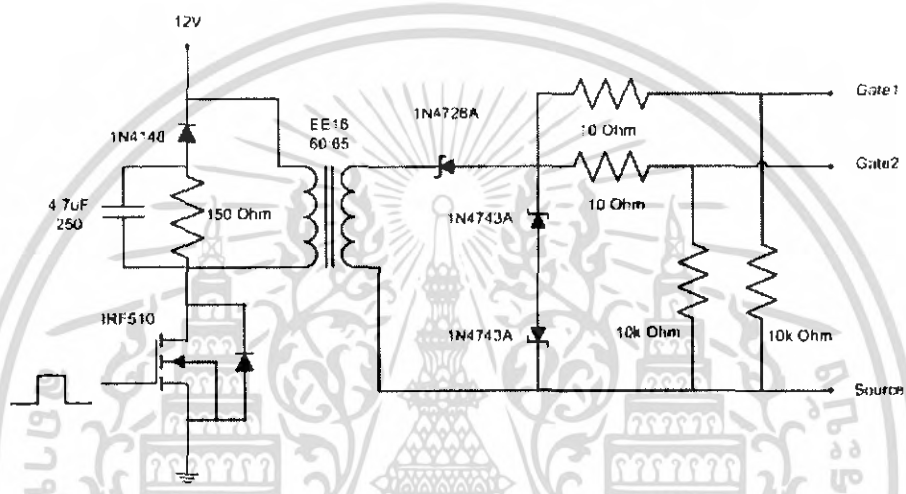 12V
1N4148
EE16
60:65
1N4728A
10 Ohm
Gate1
4.7uF
250
150 Ohm
10 Ohm
Gate2
1N4743A
IRF510
1N4743A
10k Ohm
10k Ohm
Source